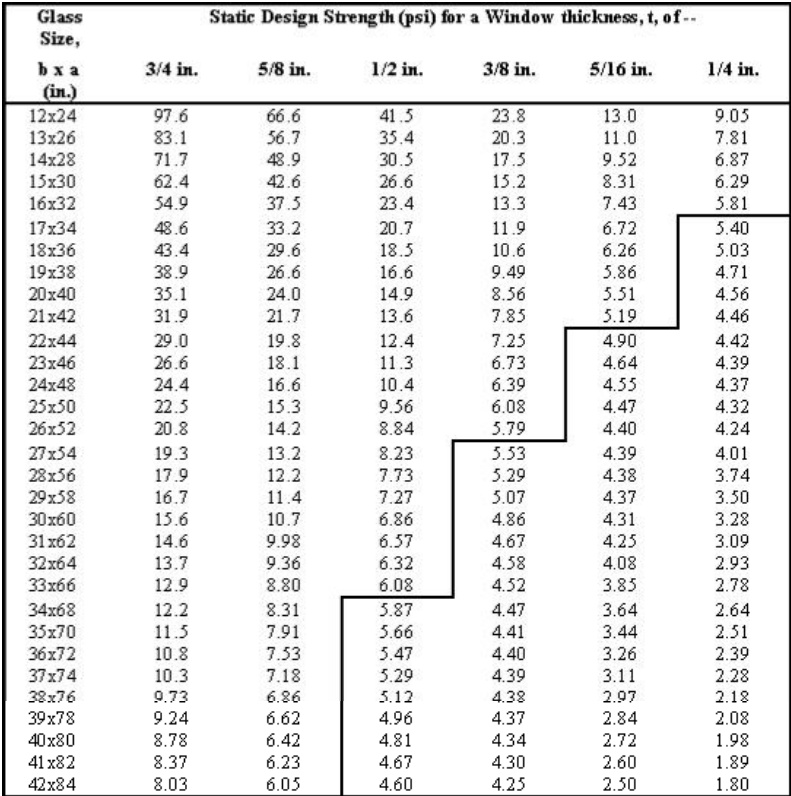 Glass Static Design Strength (psi) for a Window thickness, t, of --
Size,
b x a 3/4 in. 5/8 in. 1/2 in. 3/8 in. 5/16 in. 1/4 in.
(in.)
12x24 97.6 66.6 41.5 23.8 13.0 9.05
13x26 83.1 56.7 35.4 20.3 11.0 7.81
14x28 71.7 48.9 30.5 17.5 9.52 6.87
15x30 62.4 42.6 26.6 15.2 8.31 6.29
16x32 54.9 37.5 23.4 13.3 7.43 5.81
17x34 48.6 33.2 20.7 11.9 6.72 5.40
18x36 43.4 29.6 18.5 10.6 6.26 5.03
19x38 38.9 26.6 16.6 9.49 5.86 4.71
20x40 35.1 24.0 14.9 8.56 5.51 4.56
21x42 31.9 21.7 13.6 7.85 5.19 4.46
22x44 29.0 19.8 12.4 7.25 4.90 4.42
23x46 26.6 18.1 11.3 6.73 4.64 4.39
24x48 24.4 16.6 10.4 6.39 4.55 4.37
25x50 22.5 15.3 9.56 6.08 4.47 4.32
26x52 20.8 14.2 8.84 5.79 4.40 4.24
27x54 19.3 13.2 8.23 5.53 4.39 4.01
28x56 17.9 12.2 7.73 5.29 4.38 3.74
29x58 16.7 11.4 7.27 5.07 4.37 3.50
30x60 15.6 10.7 6.86 4.86 4.31 3.28
31x62 14.6 9.98 6.57 4.67 4.25 3.09
32x64 13.7 9.36 6.32 4.58 4.08 2.93
33x66 12.9 8.80 6.08 4.52 3.85 2.78
34x68 12.2 8.31 5.87 4.47 3.64 2.64
35x70 11.5 7.91 5.66 4.41 3.44 2.51
36x72 10.8 7.53 5.47 4.40 3.26 2.39
37x74 10.3 7.18 5.29 4.39 3.11 2.28
38x76 9.73 6.86 5.12 4.38 2.97 2.18
39x78 9.24 6.62 4.96 4.37 2.84 2.08
40x80 8.78 6.42 4.81 4.34 2.72 1.98
41x82 8.37 6.23 4.67 4.30 2.60 1.89
42x84 8.03 6.05 4.60 4.25 2.50 1.80